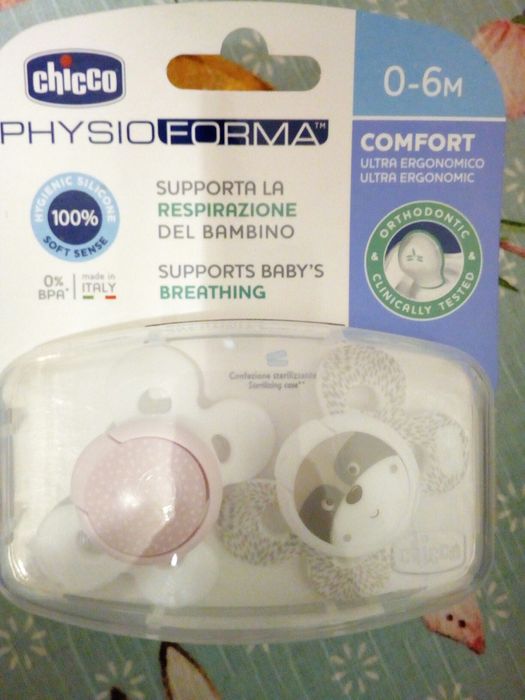 chicco
0-6M
PHYSIOFORMA™
COMFORT
ULTRA ERGONOMICO
ULTRA ERGONOMIC
HYGIENIC SILICONE
100%
SOFT SENSE
SUPPORTA LA
RESPIRAZIONE
DEL BAMBINO
ORTHODONTIC
& CLINICALLY TESTED &
0%
BPA*
made in
ITALY
SUPPORTS BABY'S
BREATHING
Confezione sterilizzante
Sterilizing case**
chicco